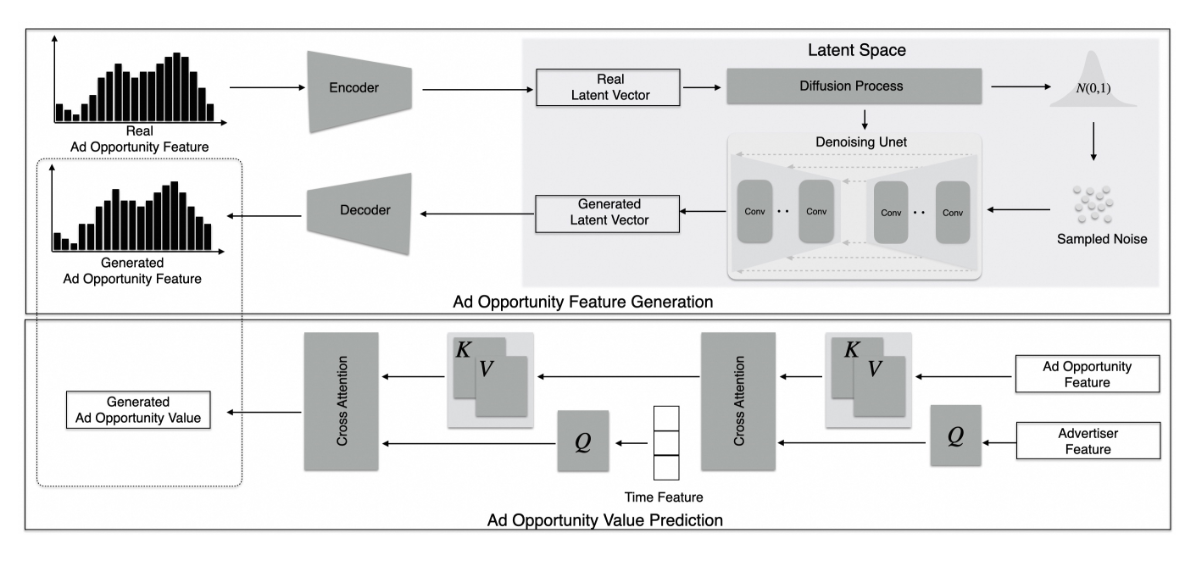 Latent Space
Real
Ad Opportunity Feature
Encoder
Real
Latent Vector
Diffusion Process
N(0,1)
Denoising Unet
Conv
Conv
Conv
Conv
Sampled Noise
Generated
Latent Vector
Decoder
Generated
Ad Opportunity Feature
Ad Opportunity Feature Generation
Generated
Ad Opportunity Value
Cross Attention
K
V
Q
Time Feature
Cross Attention
K
V
Q
Ad Opportunity
Feature
Advertiser
Feature
Ad Opportunity Value Prediction